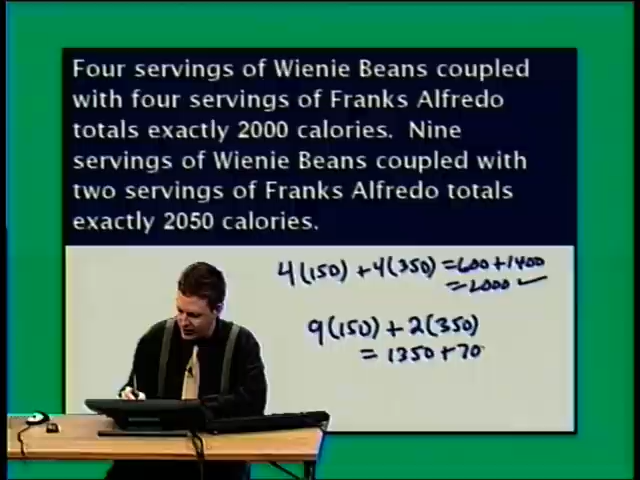 Four servings of Wienie Beans coupled
with four servings of Franks Alfredo
totals exactly 2000 calories. Nine
servings of Wienie Beans coupled with
two servings of Franks Alfredo totals
exactly 2050 calories.
4(150) + 4(350) = 600 + 1400
= 2000 ✓
9(150) + 2(350)
= 1350 + 70